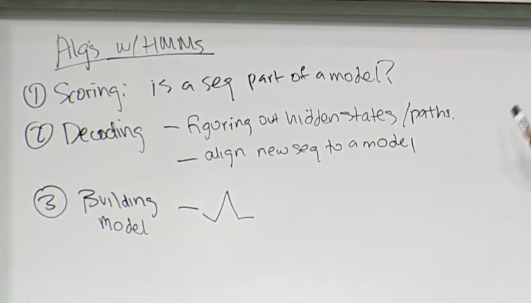 Alg's w/HMMs
① Scoring: is a seq part of a model?
② Decoding – figuring out hidden states/paths.
– align new seq to a model
③ Building –
model